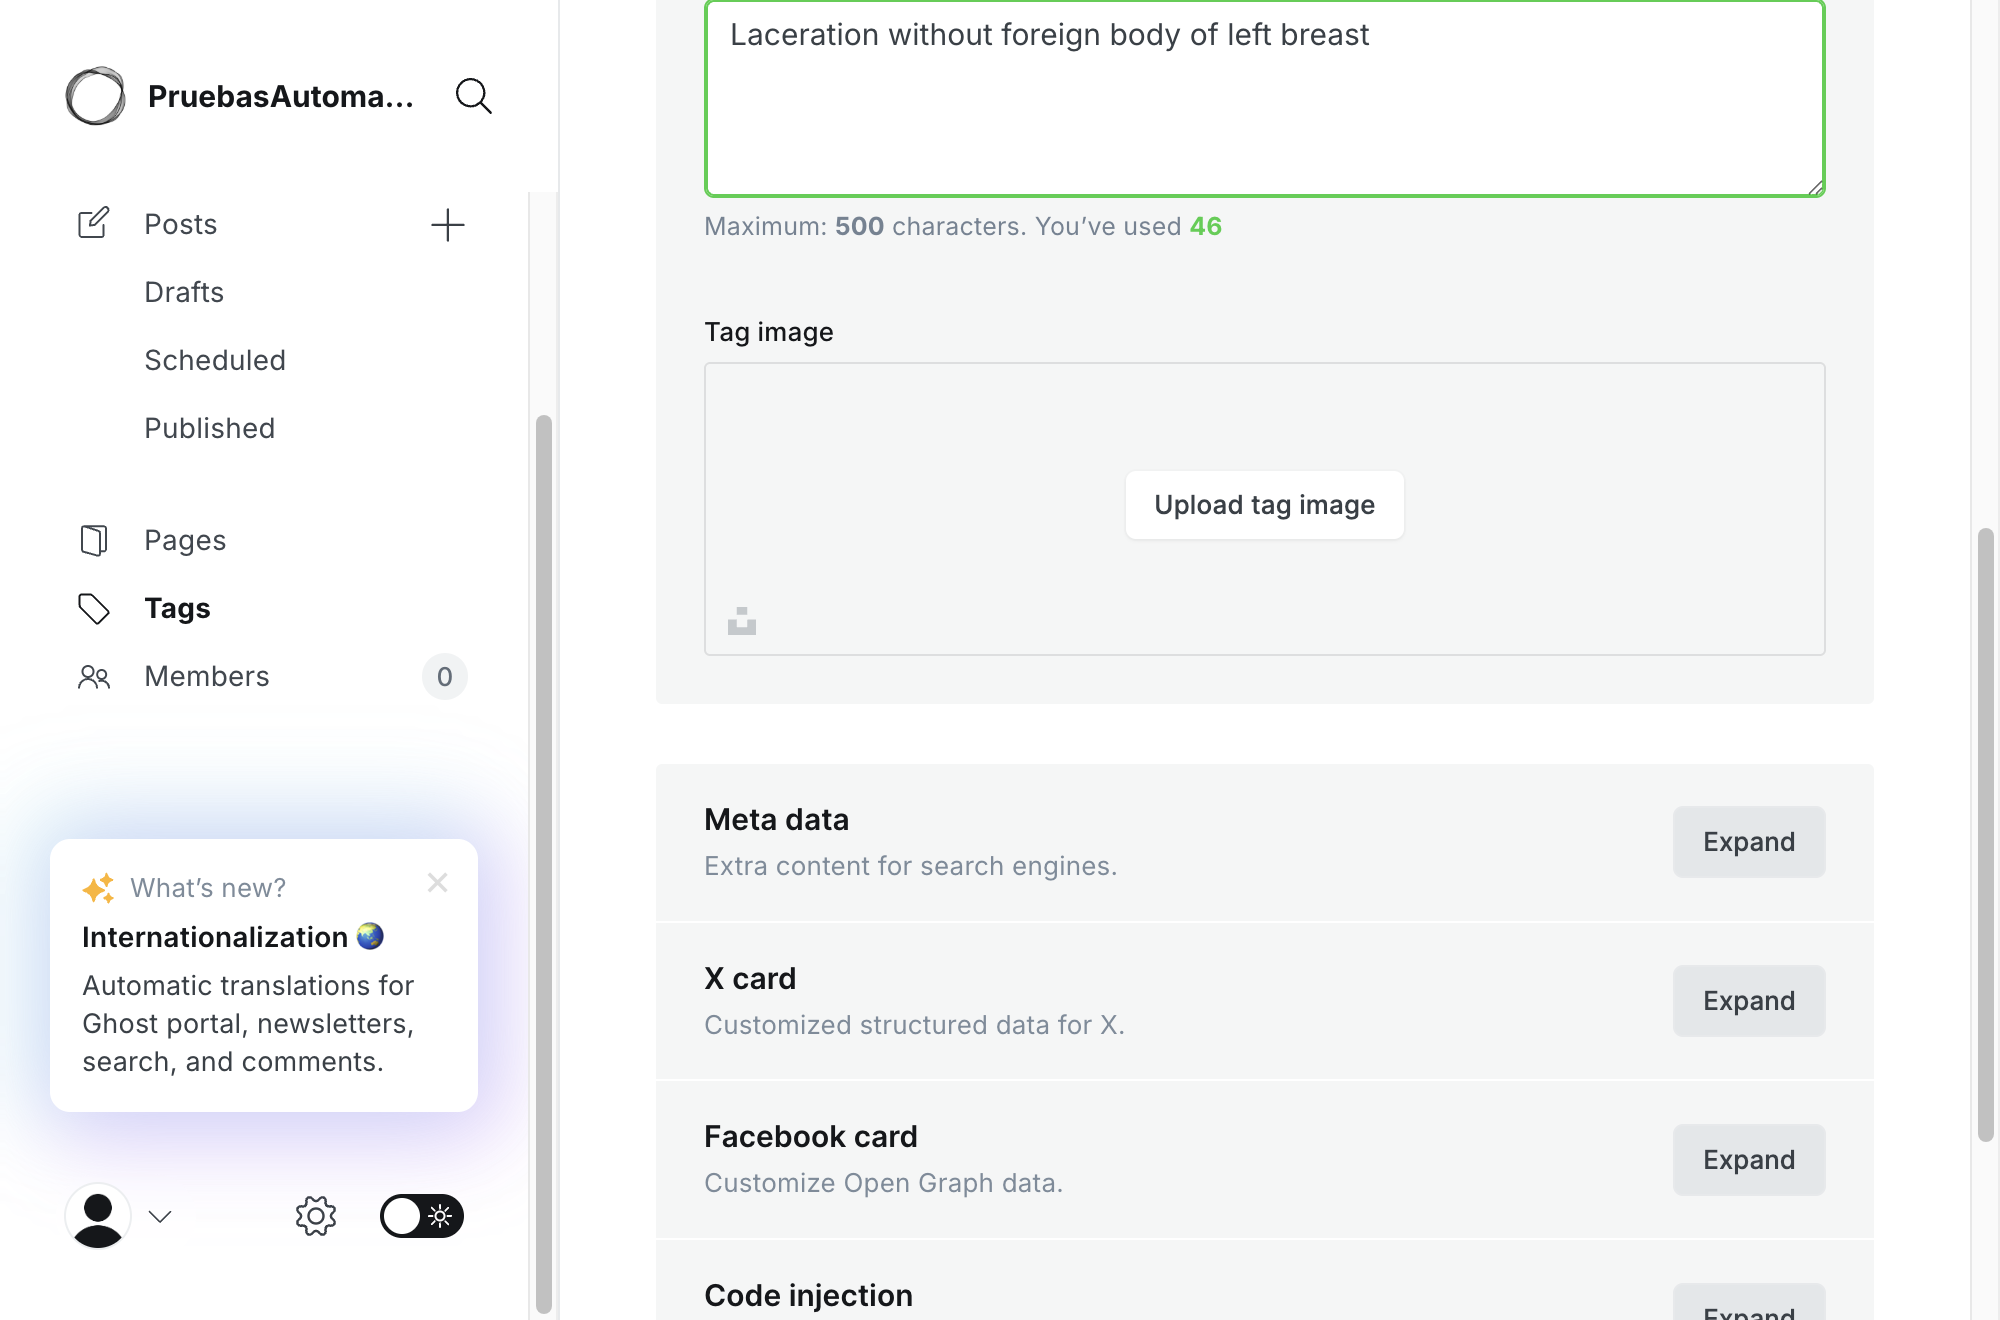 PruebasAutoma...
Posts
Drafts
Scheduled
Published
Pages
Tags
Members
0
What’s new?
Internationalization
Automatic translations for
Ghost portal, newsletters,
search, and comments.
Laceration without foreign body of left breast
Maximum: 500 characters. You’ve used 46
Tag image
Upload tag image
Meta data
Extra content for search engines.
Expand
X card
Customized structured data for X.
Expand
Facebook card
Customize Open Graph data.
Expand
Code injection
Expand